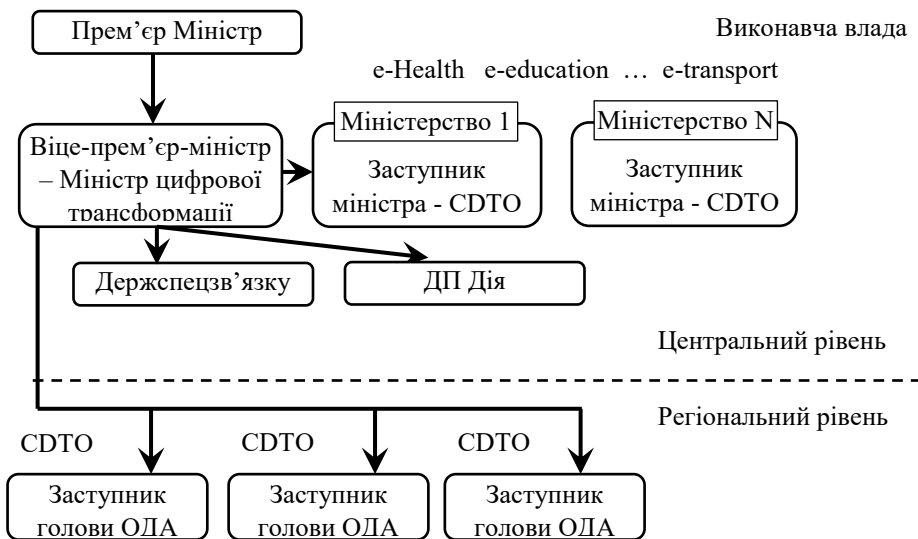 Прем’єр Міністр
Виконавча влада
e-Health e-education … e-transport
Міністерство 1
Міністерство N
Віце-прем’єр-міністр
– Міністр цифрової
трансформації
Заступник
міністра - CDTO
Заступник
міністра - CDTO
Держспецзв’язку
ДП Дія
Центральний рівень
Регіональний рівень
CDTO
CDTO
CDTO
Заступник
голови ОДА
Заступник
голови ОДА
Заступник
голови ОДА